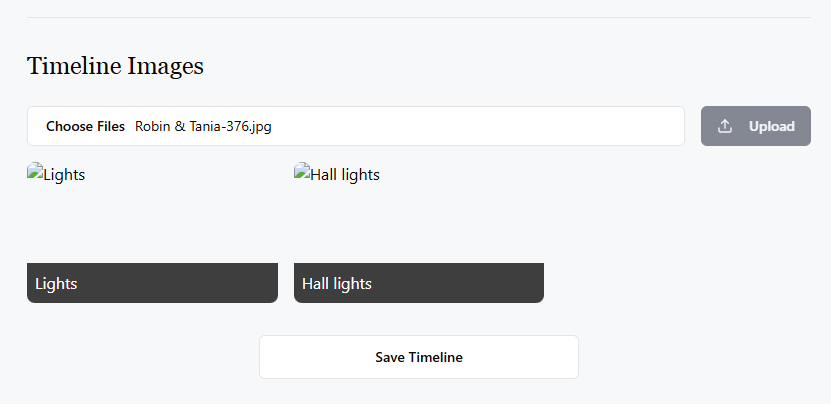 Timeline Images
Choose Files Robin & Tania-376.jpg Upload
Lights Hall lights
Lights Hall lights
Save Timeline